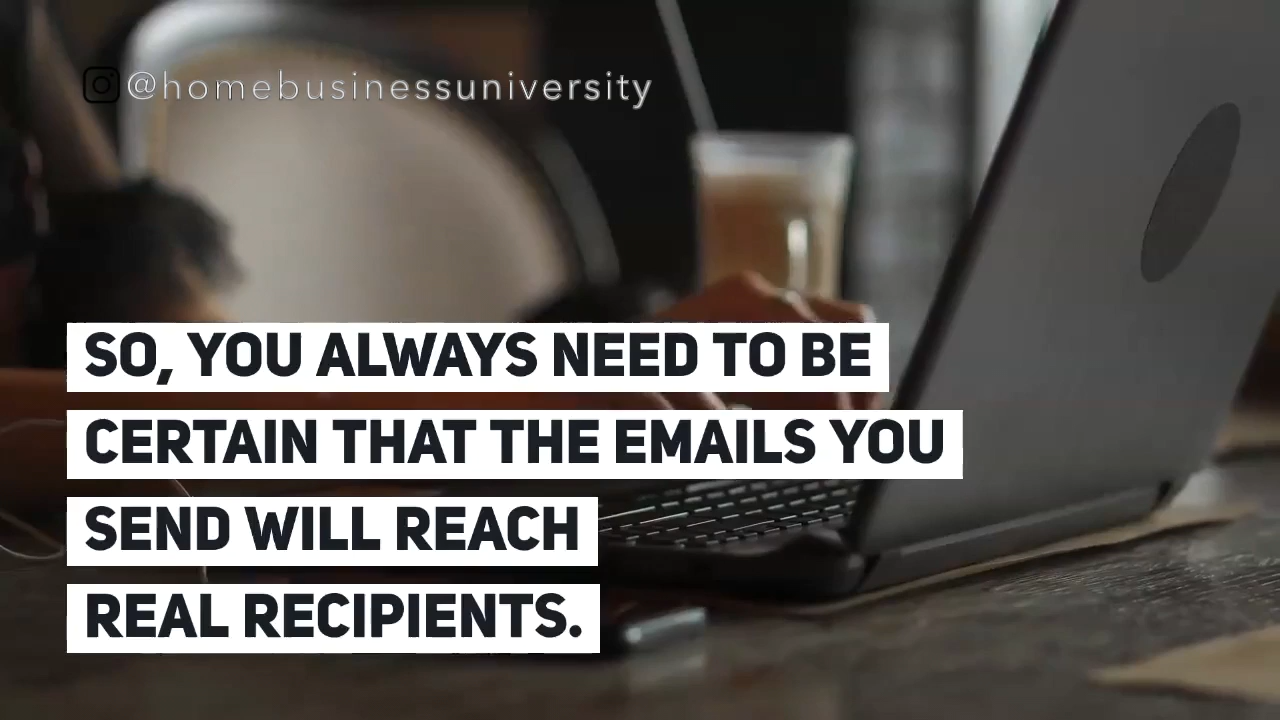 @homebusinessuniversity
SO, YOU ALWAYS NEED TO BE
CERTAIN THAT THE EMAILS YOU
SEND WILL REACH
REAL RECIPIENTS.